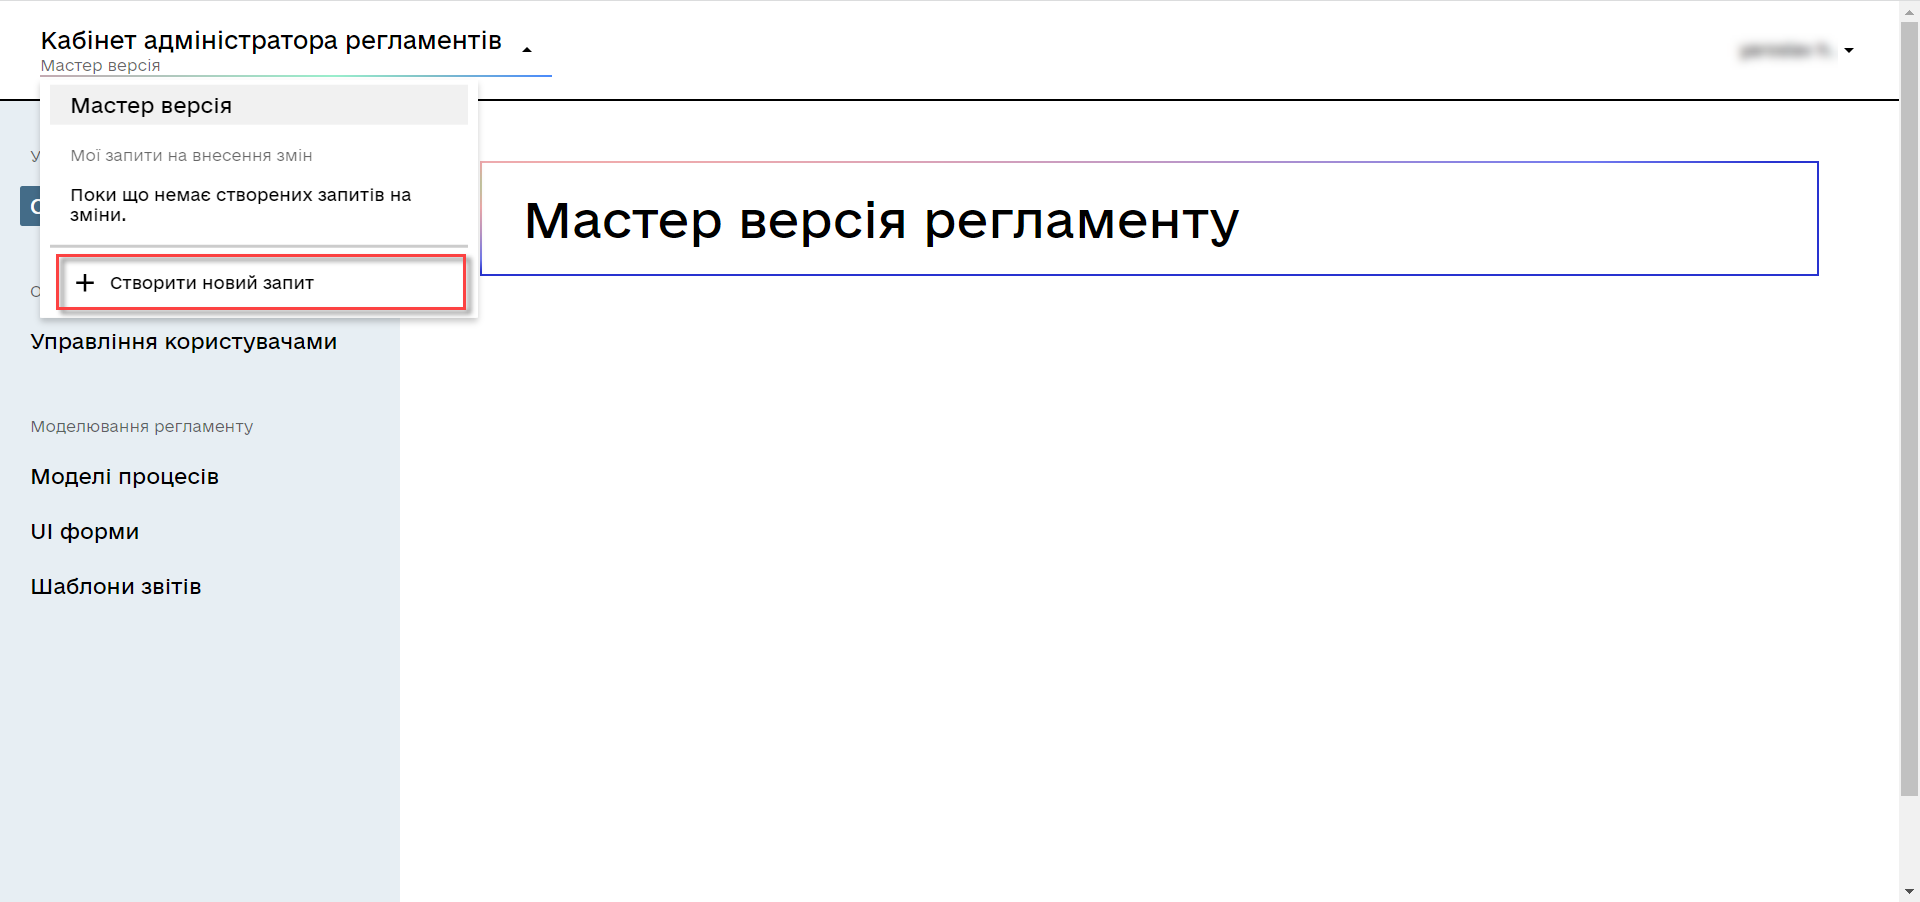 Кабінет адміністратора регламентів
Мастер версія
Мастер версія
Мої запити на внесення змін
Поки що немає створених запитів на
зміни.
Створити новий запит
Мастер версія регламенту
Управління користувачами
Моделювання регламенту
Моделі процесів
UI форми
Шаблони звітів